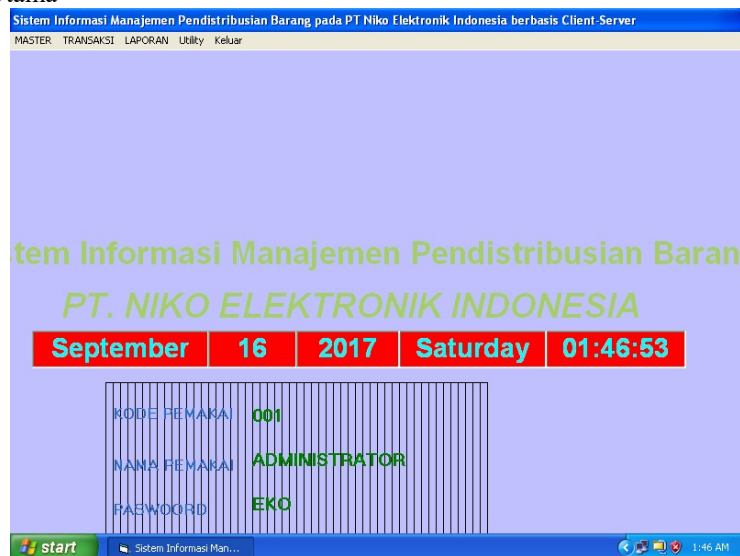 Sistem Informasi Manajemen Pendistribusian Barang pada PT Niko Elektronik Indonesia berbasis Client-Server
MASTER TRANSAKSI LAPORAN Utility Keluar
tem Informasi Manajemen Pendistribusian Baran
PT. NIKO ELEKTRONIK INDONESIA
September 16 2017 Saturday 01:46:53
KODE PEMAKAI 001
NAMA PEMAKAI ADMINISTRATOR
PASWOORD EKO
start Sistem Informasi Man... 1:46 AM